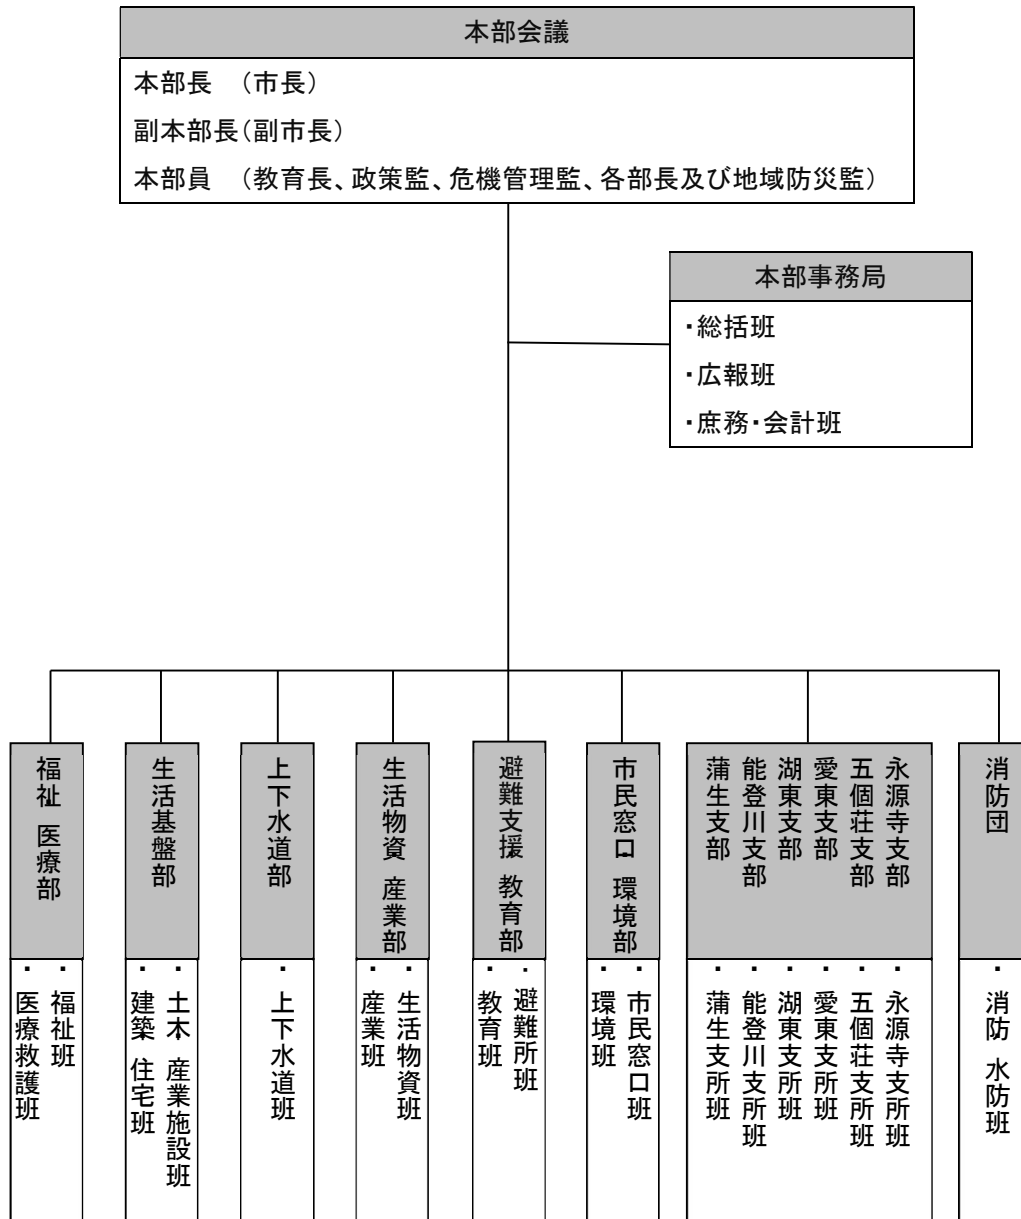 本部会議
本部長　（市長）
副本部長（副市長）
本部員　（教育長、政策監、危機管理監、各部長及び地域防災監）
本部事務局
・総括班
・広報班
・庶務・会計班
福祉・医療部
・福祉班
・医療救護班
生活基盤部
・土木・産業施設班
・建築・住宅班
上下水道部
・上下水道班
生活物資・産業部
・生活物資班
・産業班
避難支援・教育部
・避難所班
・教育班
市民窓口・環境部
・市民窓口班
・環境班
永源寺支部
五個荘支部
愛東支部
湖東支部
能登川支部
蒲生支部
・永源寺支所班
・五個荘支所班
・愛東支所班
・湖東支所班
・能登川支所班
・蒲生支所班
消防団
・消防・水防班